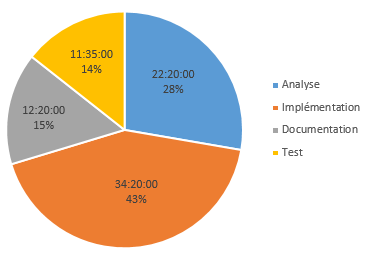 11:35:00
14%
22:20:00
28%
12:20:00
15%
34:20:00
43%
Analyse
Implémentation
Documentation
Test